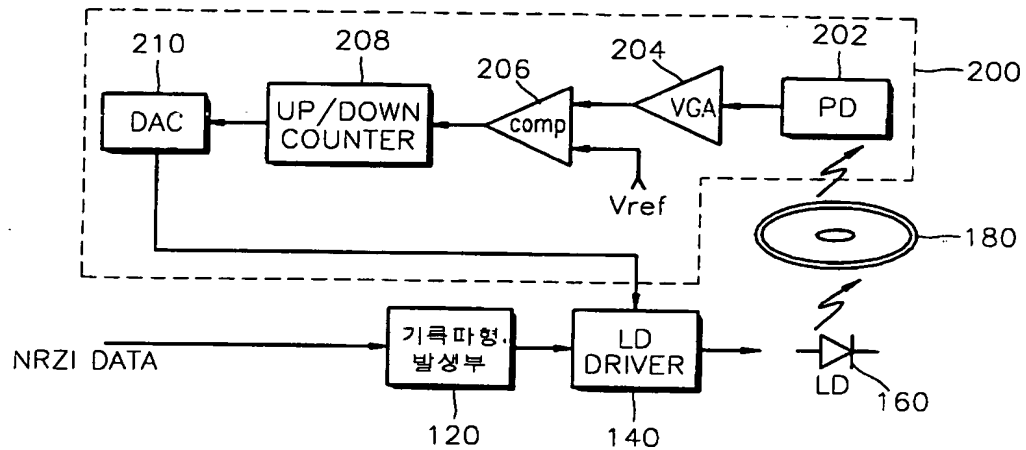 210
208
206
204
202
200
DAC
UP/DOWN
COUNTER
comp
VGA
PD
Vref
180
NRZI DATA
기록파형.
발생부
LD
DRIVER
LD
160
120
140